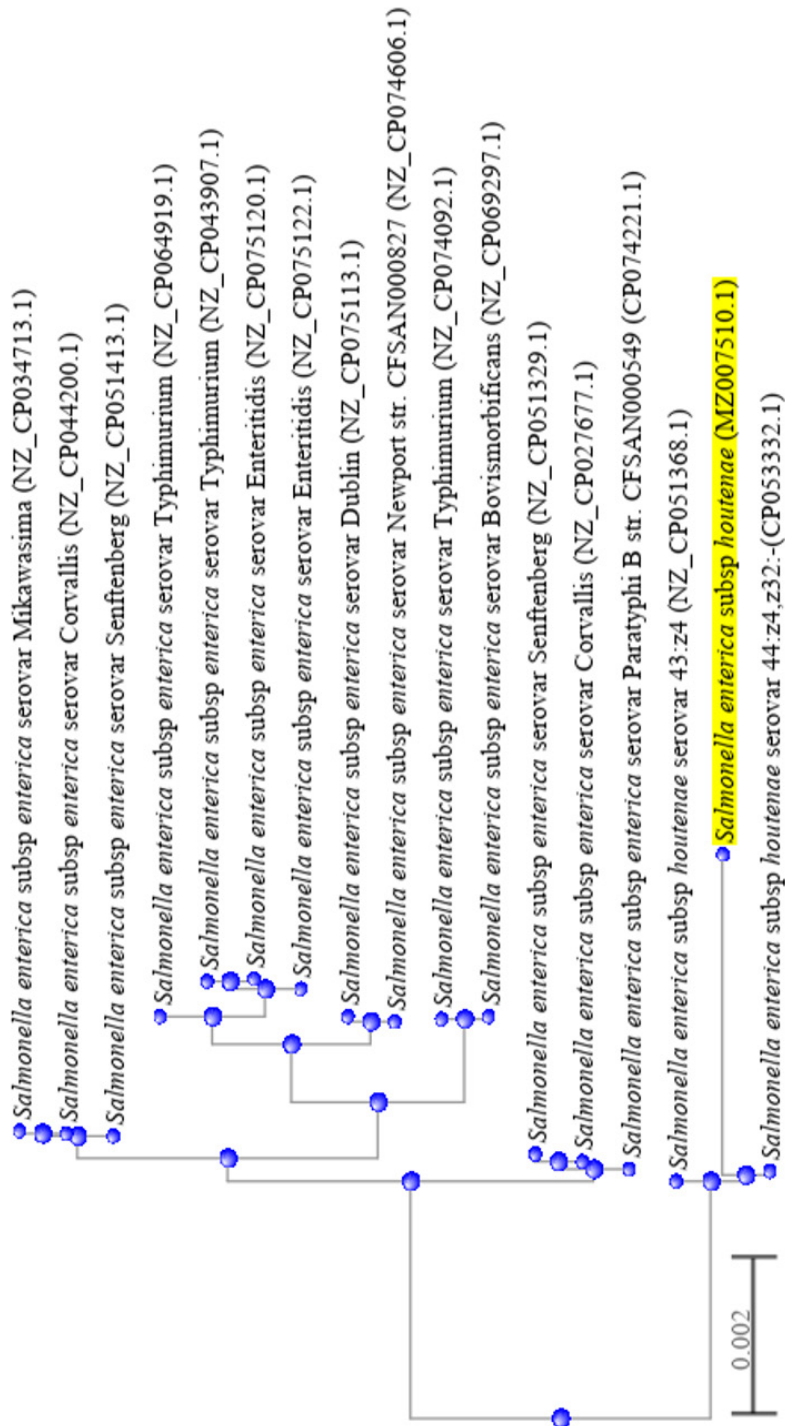 Salmonella enterica subsp enterica serovar Mikawasima (NZ_CP034713.1)
Salmonella enterica subsp enterica serovar Corvallis (NZ_CP044200.1)
Salmonella enterica subsp enterica serovar Senftenberg (NZ_CP051413.1)
Salmonella enterica subsp enterica serovar Typhimurium (NZ_CP064919.1)
Salmonella enterica subsp enterica serovar Typhimurium (NZ_CP043907.1)
Salmonella enterica subsp enterica serovar Enteritidis (NZ_CP075120.1)
Salmonella enterica subsp enterica serovar Enteritidis (NZ_CP075122.1)
Salmonella enterica subsp enterica serovar Dublin (NZ_CP075113.1)
Salmonella enterica subsp enterica serovar Newport str. CFSAN000827 (NZ_CP074606.1)
Salmonella enterica subsp enterica serovar Typhimurium (NZ_CP074092.1)
Salmonella enterica subsp enterica serovar Bovismorbificans (NZ_CP069297.1)
Salmonella enterica subsp enterica serovar Senftenberg (NZ_CP051329.1)
Salmonella enterica subsp enterica serovar Corvallis (NZ_CP027677.1)
Salmonella enterica subsp enterica serovar Paratyphi B str. CFSAN000549 (CP074221.1)
Salmonella enterica subsp houtenae serovar 43:z4 (NZ_CP051368.1)
Salmonella enterica subsp houtenae (MZ007510.1)
Salmonella enterica subsp houtenae serovar 44:z4,z32:-(CP053332.1)
0.002